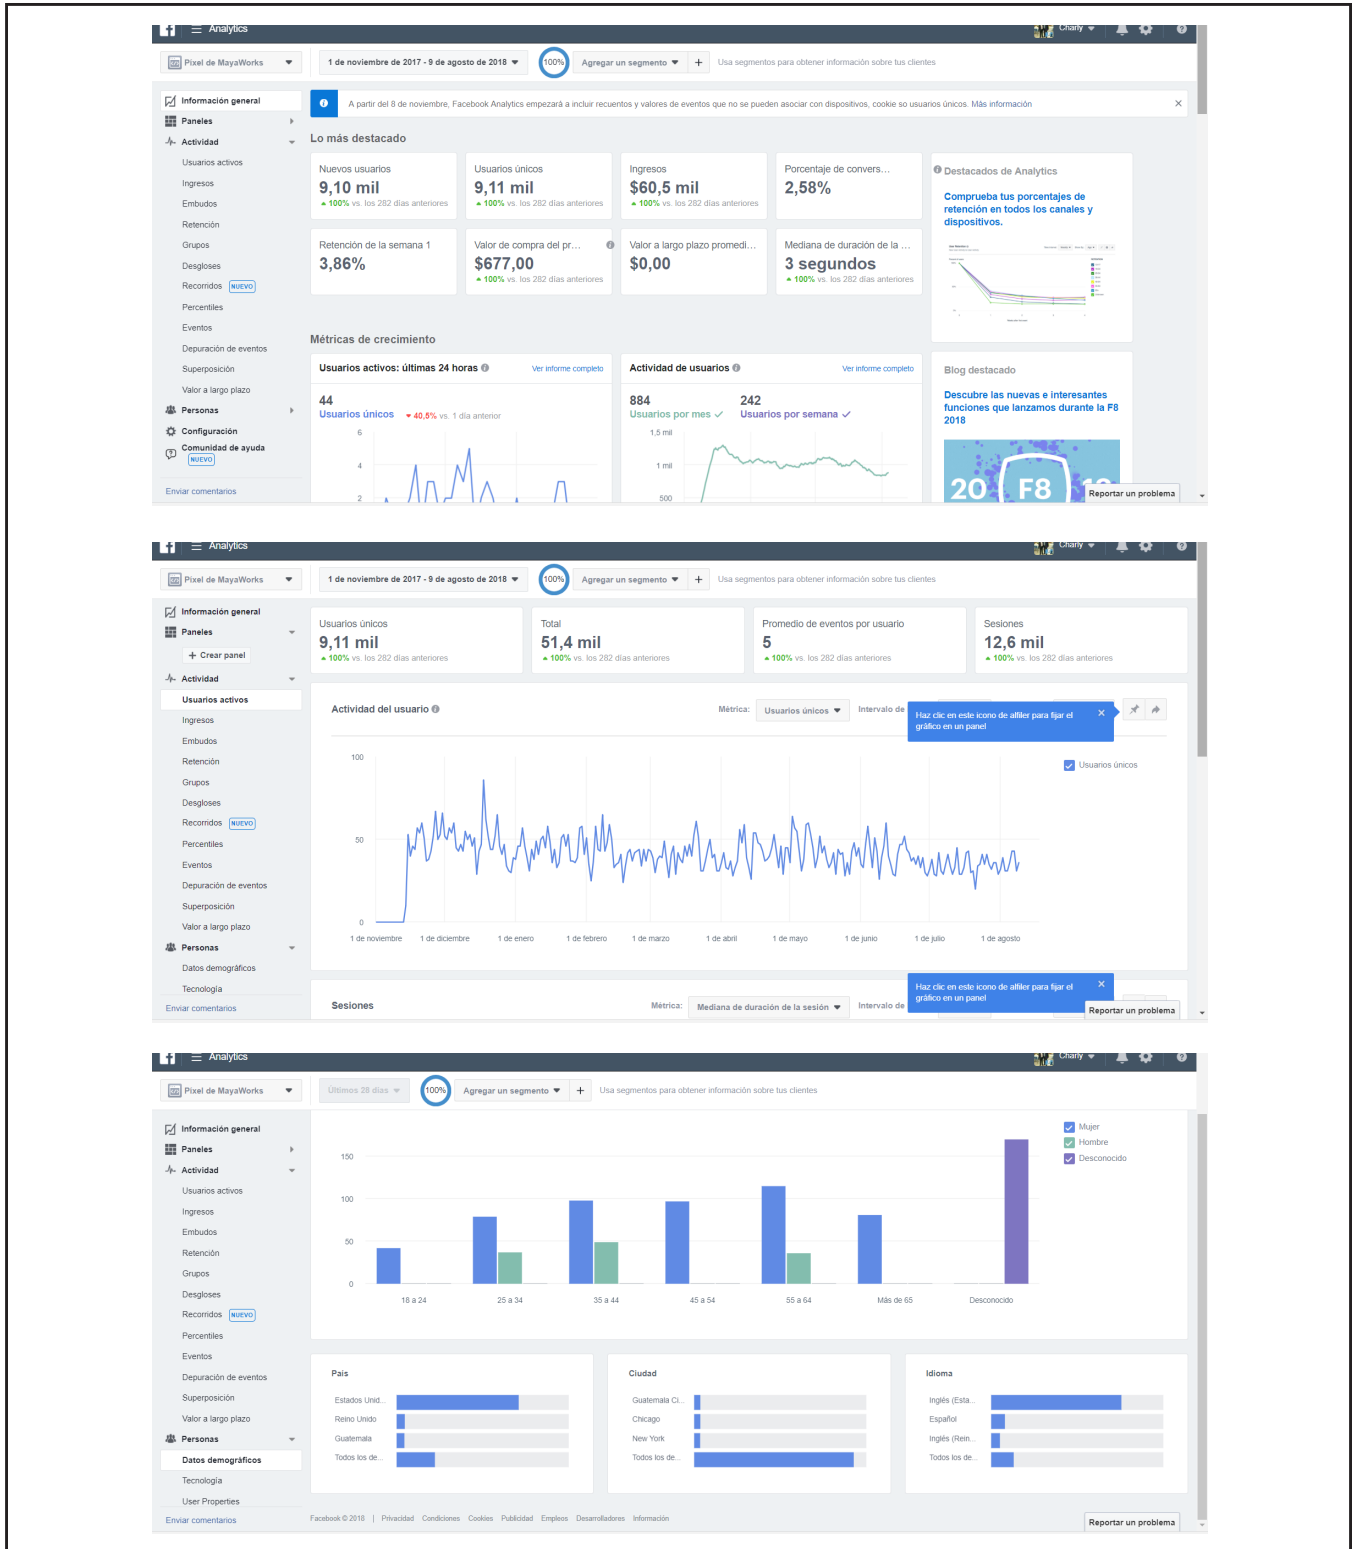 Analytics
Charly
Pixel de MayaWorks
1 de noviembre de 2017 - 9 de agosto de 2018
100%
Agregar un segmento
+
Usa segmentos para obtener información sobre tus clientes
Información general
Paneles
Actividad
Usuarios activos
Ingresos
Embudos
Retención
Grupos
Desgloses
Recorridos NUEVO
Percentiles
Eventos
Depuración de eventos
Superposición
Valor a largo plazo
Personas
Configuración
Comunidad de ayuda
NUEVO
Enviar comentarios
A partir del 8 de noviembre, Facebook Analytics empezará a incluir recuentos y valores de eventos que no se pueden asociar con dispositivos, cookie so usuarios únicos. Más información
Lo más destacado
Nuevos usuarios
9,10 mil
100% vs. los 282 días anteriores
Usuarios únicos
9,11 mil
100% vs. los 282 días anteriores
Ingresos
$60,5 mil
100% vs. los 282 días anteriores
Porcentaje de convers...
2,58%
Retención de la semana 1
3,86%
Valor de compra del pr...
$677,00
100% vs. los 282 días anteriores
Valor a largo plazo promedi...
$0,00
Mediana de duración de la ...
3 segundos
100% vs. los 282 días anteriores
Destacados de Analytics
Comprueba tus porcentajes de
retención en todos los canales y
dispositivos.
Métricas de crecimiento
Usuarios activos: últimas 24 horas
Ver informe completo
44
Usuarios únicos
40,5% vs. 1 día anterior
6
4
2
Actividad de usuarios
Ver informe completo
884
Usuarios por mes
242
Usuarios por semana
1,5 mil
1 mil
500
Blog destacado
Descubre las nuevas e interesantes
funciones que lanzamos durante la F8
2018
20 F8 18
Reportar un problema
Analytics
Charly
Pixel de MayaWorks
1 de noviembre de 2017 - 9 de agosto de 2018
100%
Agregar un segmento
+
Usa segmentos para obtener información sobre tus clientes
Información general
Paneles
+ Crear panel
Actividad
Usuarios activos
Ingresos
Embudos
Retención
Grupos
Desgloses
Recorridos NUEVO
Percentiles
Eventos
Depuración de eventos
Superposición
Valor a largo plazo
Personas
Datos demográficos
Tecnología
Enviar comentarios
Usuarios únicos
9,11 mil
100% vs. los 282 días anteriores
Total
51,4 mil
100% vs. los 282 días anteriores
Promedio de eventos por usuario
5
100% vs. los 282 días anteriores
Sesiones
12,6 mil
100% vs. los 282 días anteriores
Actividad del usuario
Métrica: Usuarios únicos
Intervalo de
Haz clic en este icono de alfiler para fijar el
gráfico en un panel
Usuarios únicos
100
50
0
1 de noviembre 1 de diciembre 1 de enero 1 de febrero 1 de marzo 1 de abril 1 de mayo 1 de junio 1 de julio 1 de agosto
Sesiones
Métrica: Mediana de duración de la sesión
Intervalo de
Haz clic en este icono de alfiler para fijar el
gráfico en un panel
Reportar un problema
Analytics
Charly
Pixel de MayaWorks
Últimos 28 días
100%
Agregar un segmento
+
Usa segmentos para obtener información sobre tus clientes
Información general
Paneles
Actividad
Usuarios activos
Ingresos
Embudos
Retención
Grupos
Desgloses
Recorridos NUEVO
Percentiles
Eventos
Depuración de eventos
Superposición
Valor a largo plazo
Personas
Datos demográficos
Tecnología
User Properties
Enviar comentarios
Mujer
Hombre
Desconocido
150
100
50
0
18 a 24 25 a 34 35 a 44 45 a 54 55 a 64 Más de 65 Desconocido
País
Estados Unid...
Reino Unido
Guatemala
Todos los de...
Ciudad
Guatemala Ci...
Chicago
New York
Todos los de...
Idioma
Inglés (Esta...
Español
Inglés (Rein...
Todos los de...
Facebook © 2018 | Privacidad Condiciones Cookies Publicidad Empleos Desarrolladores Información
Reportar un problema